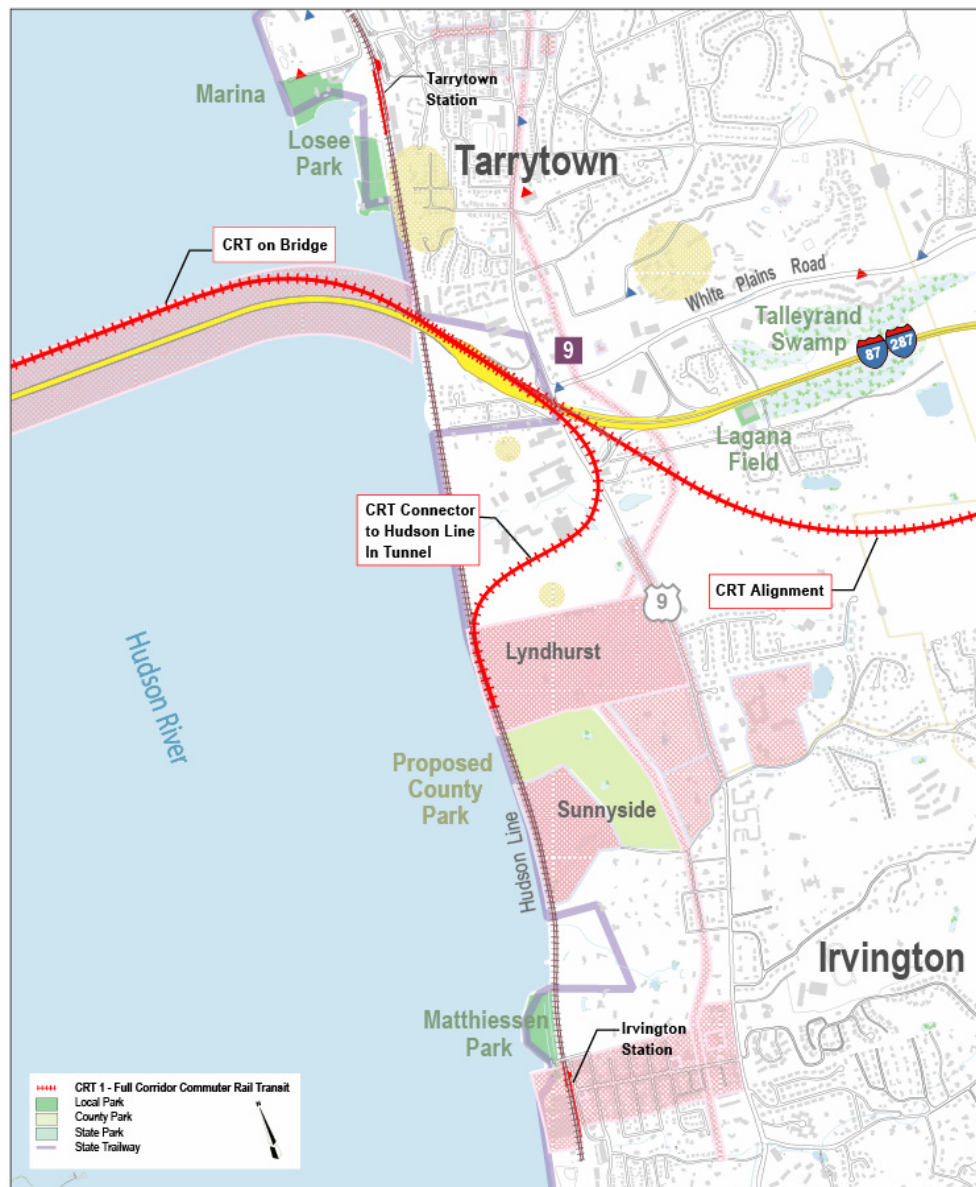 Tarrytown
Station
Marina
Losee
Park
Tarrytown
CRT on Bridge
White Plains Road
Talleyrand
Swamp
9
87
287
Lagana
Field
CRT Connector
to Hudson Line
In Tunnel
CRT Alignment
9
Lyndhurst
Hudson River
Proposed
County
Park
Sunnyside
Hudson Line
Irvington
Matthiessen
Park
Irvington
Station
CRT 1 - Full Corridor Commuter Rail Transit
Local Park
County Park
State Park
State Trailway